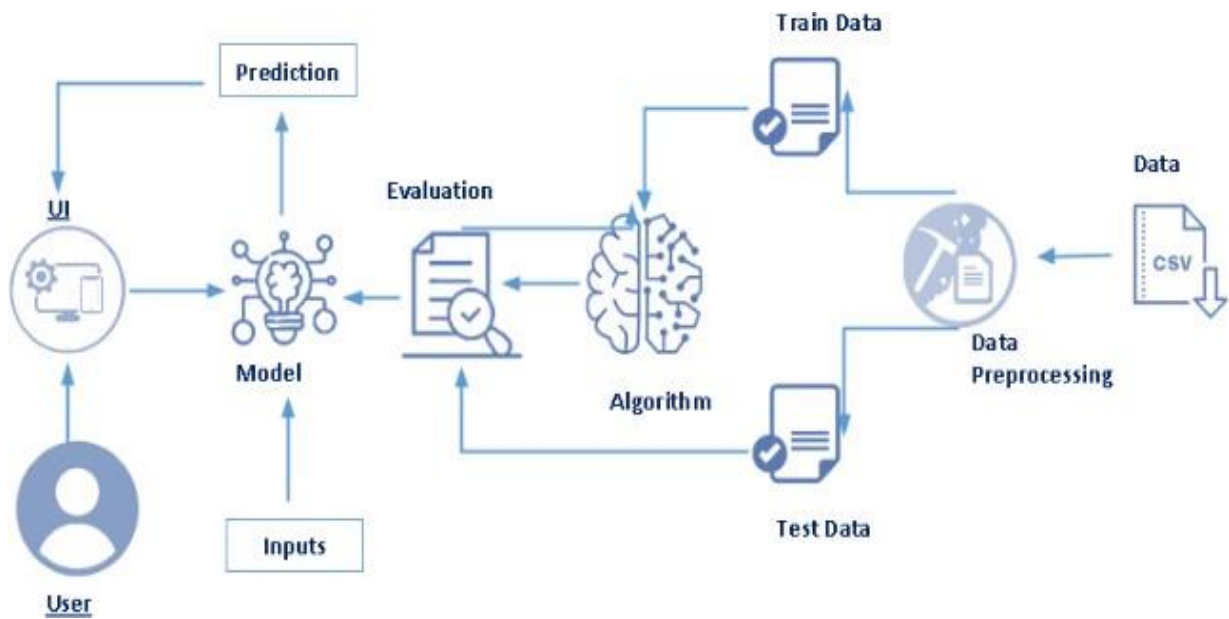 Train Data
Prediction
Data
Evaluation
UI
CSV
Model
Data
Preprocessing
Algorithm
Inputs
Test Data
User